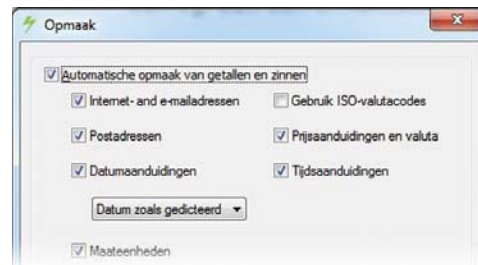 Opmaak
Automatische opmaak van getallen en zinnen
Internet- and e-mailadressen
Gebruik ISO-valutacodes
Postadressen
Prijsaanduidingen en valuta
Datumaanduidingen
Tijdsaanduidingen
Datum zoals gedicteerd
Maateenheden